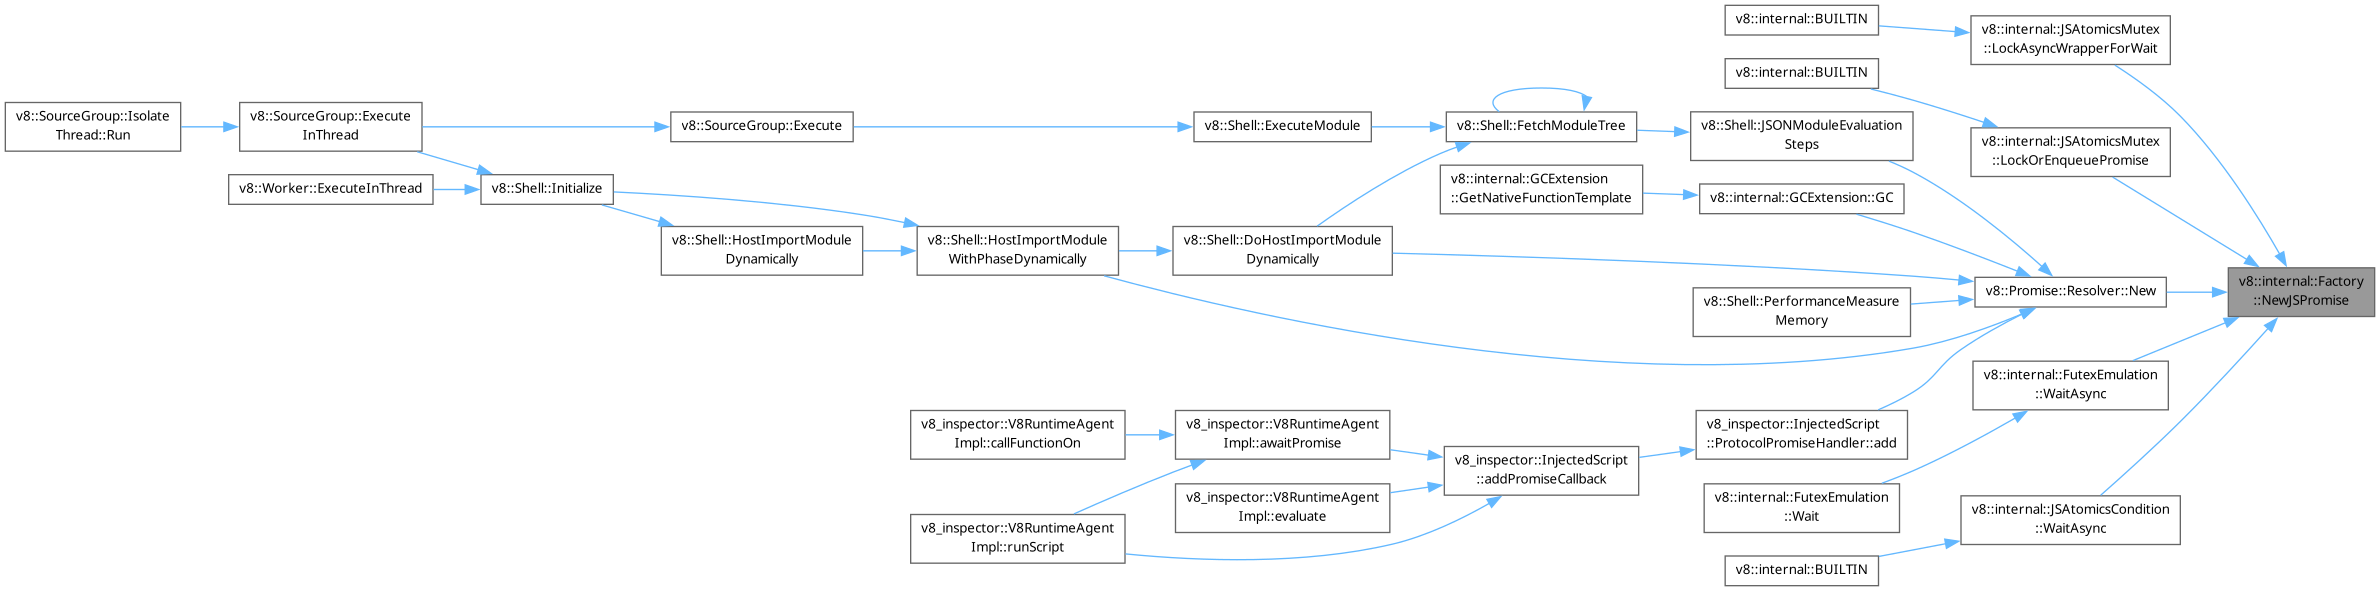 v8::internal::BUILTIN
v8::internal::JSAtomicsMutex
::LockAsyncWrapperForWait
v8::internal::BUILTIN
v8::SourceGroup::Isolate
Thread::Run
v8::SourceGroup::Execute
InThread
v8::SourceGroup::Execute
v8::Shell::ExecuteModule
v8::Shell::FetchModuleTree
v8::Shell::JSONModuleEvaluation
Steps
v8::internal::JSAtomicsMutex
::LockOrEnqueuePromise
v8::Worker::ExecuteInThread
v8::Shell::Initialize
v8::internal::GCExtension
::GetNativeFunctionTemplate
v8::internal::GCExtension::GC
v8::Shell::HostImportModule
Dynamically
v8::Shell::HostImportModule
WithPhaseDynamically
v8::Shell::DoHostImportModule
Dynamically
v8::Promise::Resolver::New
v8::internal::Factory
::NewJSPromise
v8::Shell::PerformanceMeasure
Memory
v8::internal::FutexEmulation
::WaitAsync
v8_inspector::V8RuntimeAgent
Impl::callFunctionOn
v8_inspector::V8RuntimeAgent
Impl::awaitPromise
v8_inspector::InjectedScript
::ProtocolPromiseHandler::add
v8_inspector::InjectedScript
::addPromiseCallback
v8_inspector::V8RuntimeAgent
Impl::evaluate
v8::internal::FutexEmulation
::Wait
v8::internal::JSAtomicsCondition
::WaitAsync
v8_inspector::V8RuntimeAgent
Impl::runScript
v8::internal::BUILTIN